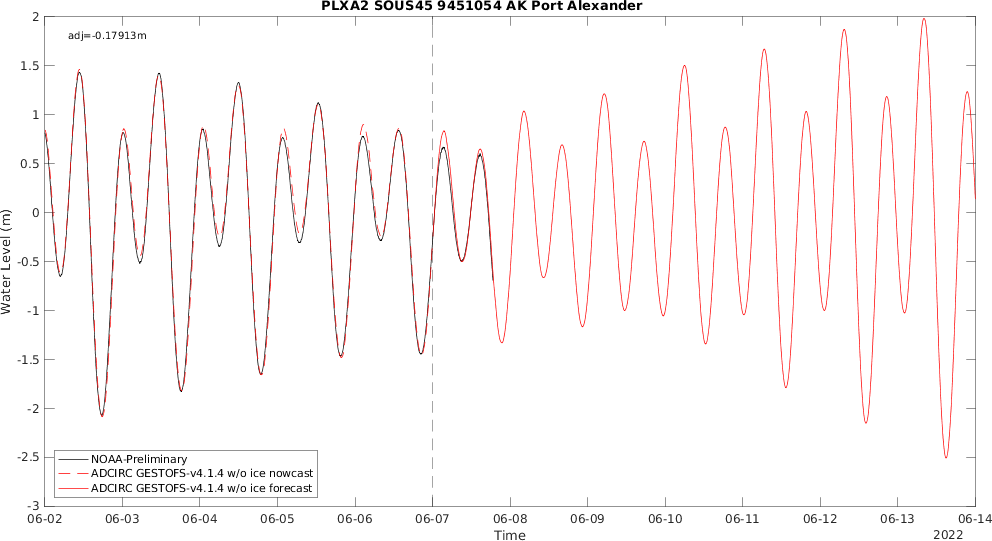 PLXA2 SOUS45 9451054 AK Port Alexander
adj=-0.17913m
2
1.5
1
0.5
0
-0.5
-1
-1.5
-2
-2.5
-3
Water Level (m)
NOAA-Preliminary
ADCIRC GESTOFS-v4.1.4 w/o ice nowcast
ADCIRC GESTOFS-v4.1.4 w/o ice forecast
06-02 06-03 06-04 06-05 06-06 06-07 06-08 06-09 06-10 06-11 06-12 06-13 06-14
Time
2022